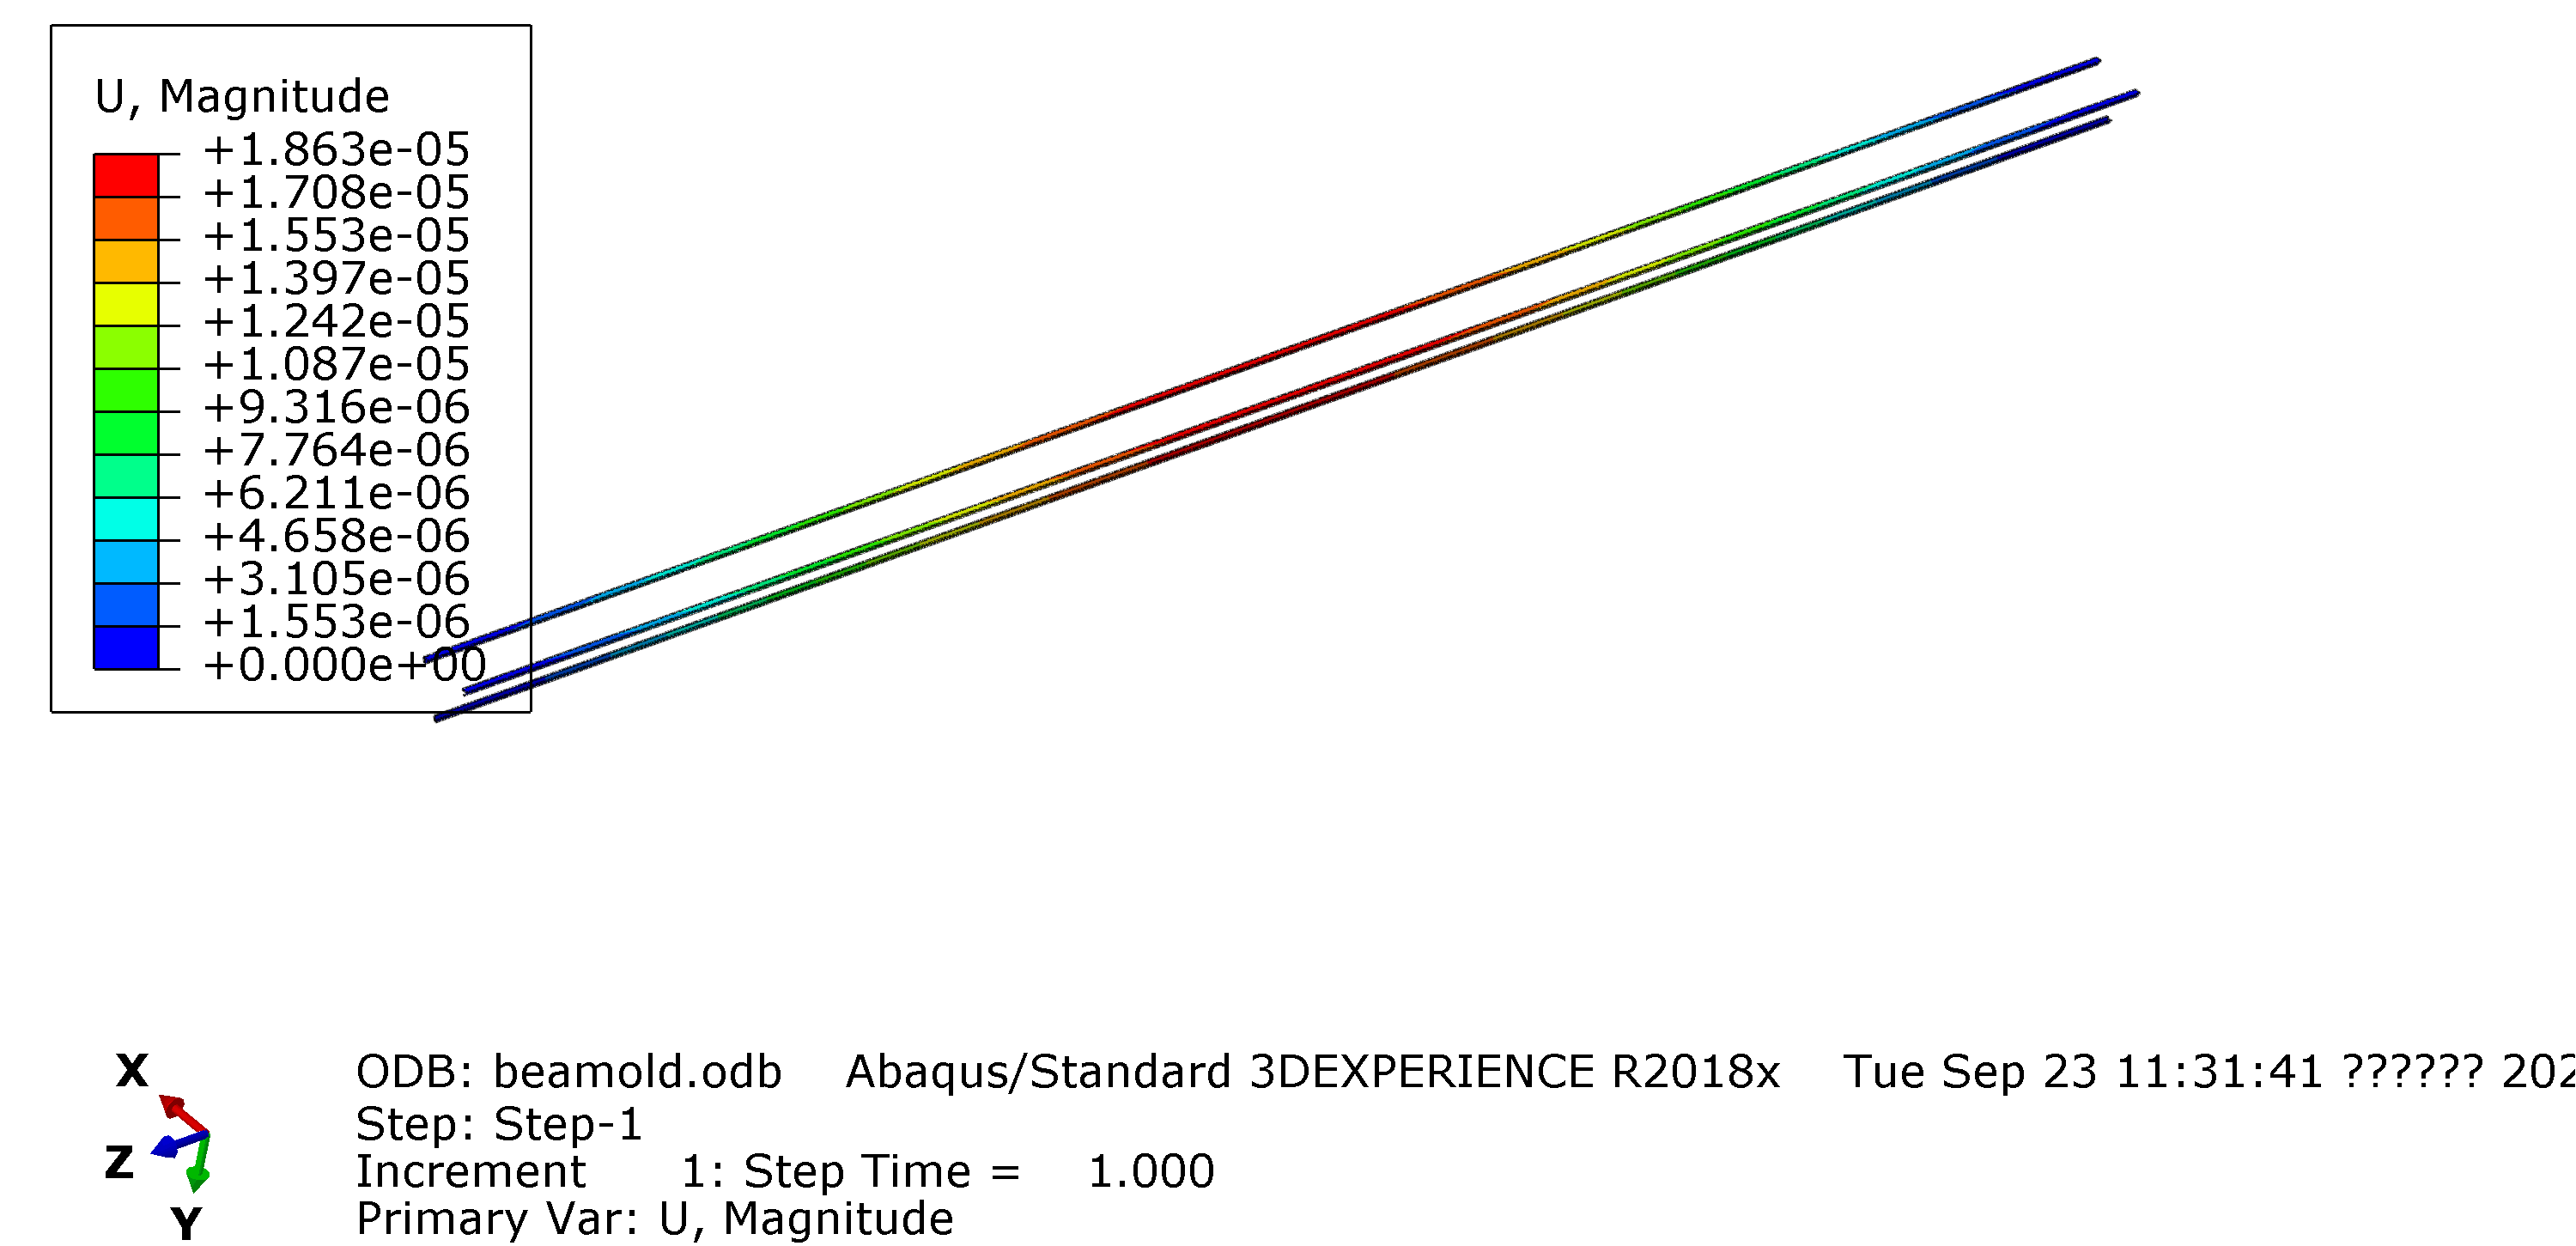 U, Magnitude
+1.863e-05
+1.708e-05
+1.553e-05
+1.397e-05
+1.242e-05
+1.087e-05
+9.316e-06
+7.764e-06
+6.211e-06
+4.658e-06
+3.105e-06
+1.553e-06
+0.000e+00
X
Z
Y
ODB: beamold.odb Abaqus/Standard 3DEXPERIENCE R2018x Tue Sep 23 11:31:41 ?????? 202
Step: Step-1
Increment 1: Step Time = 1.000
Primary Var: U, Magnitude